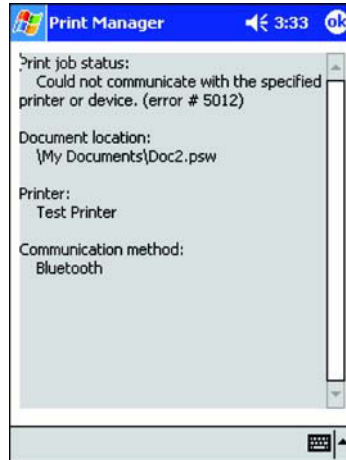 Print Manager 3:33 ok
Print job status:
Could not communicate with the specified
printer or device. (error # 5012)
Document location:
\My Documents\Doc2.psw
Printer:
Test Printer
Communication method:
Bluetooth